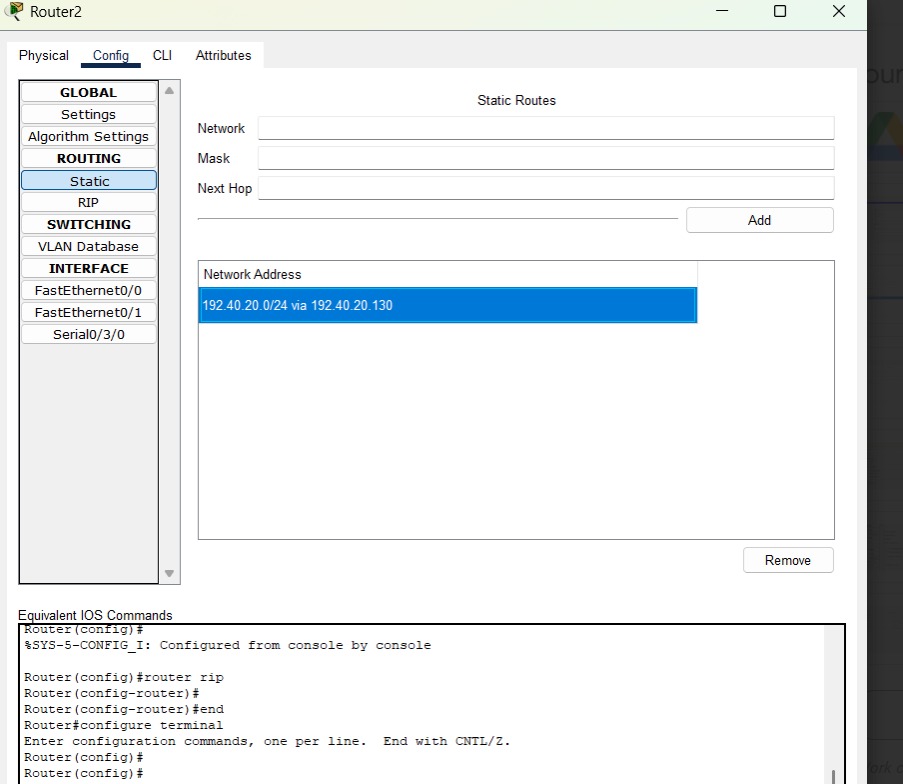 Router2
Physical Config CLI Attributes
GLOBAL
Settings
Algorithm Settings
ROUTING
Static
RIP
SWITCHING
VLAN Database
INTERFACE
FastEthernet0/0
FastEthernet0/1
Serial0/3/0
Static Routes
Network
Mask
Next Hop
Add
Network Address
192.40.20.0/24 via 192.40.20.130
Remove
Equivalent IOS Commands
Router(config)#
%SYS-5-CONFIG_I: Configured from console by console
Router(config)#router rip
Router(config-router)#
Router(config-router)#end
Router#configure terminal
Enter configuration commands, one per line.  End with CNTL/Z.
Router(config)#
Router(config)#